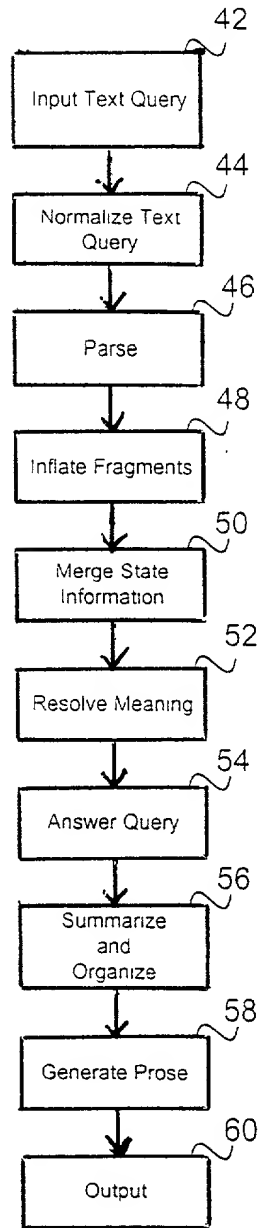 42
Input Text Query
44
Normalize Text
Query
46
Parse
48
Inflate Fragments
50
Merge State
Information
52
Resolve Meaning
54
Answer Query
56
Summarize
and
Organize
58
Generate Prose
60
Output